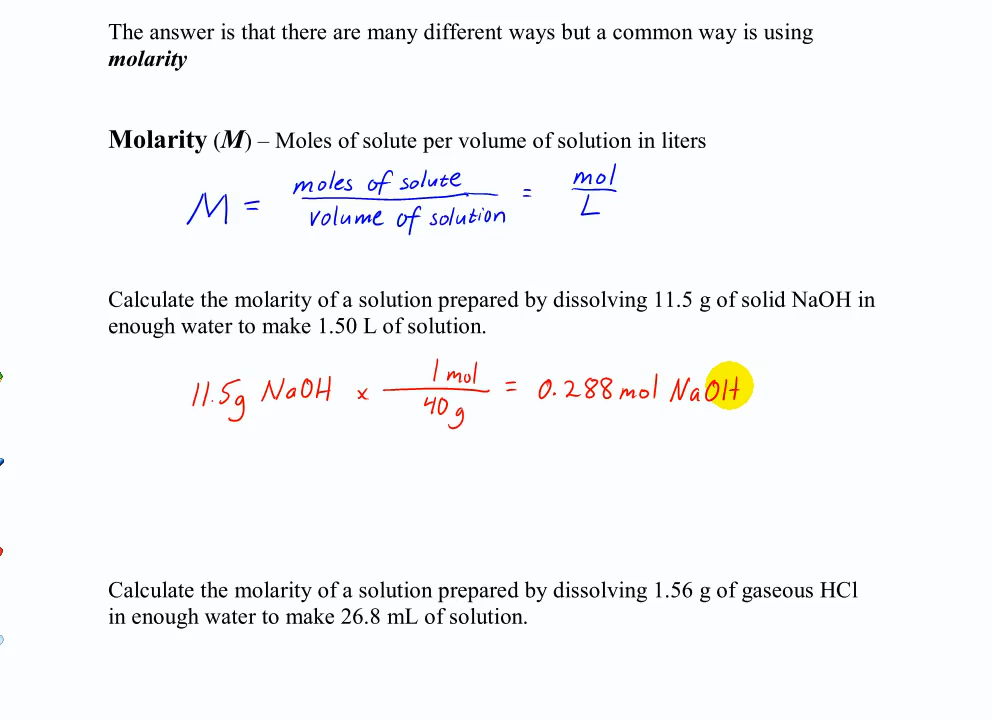 The answer is that there are many different ways but a common way is using
molarity
Molarity (M) – Moles of solute per volume of solution in liters
M = moles of solute / volume of solution = mol / L
Calculate the molarity of a solution prepared by dissolving 11.5 g of solid NaOH in
enough water to make 1.50 L of solution.
11.5g NaOH x 1 mol / 40 g = 0.288 mol NaOH
Calculate the molarity of a solution prepared by dissolving 1.56 g of gaseous HCl
in enough water to make 26.8 mL of solution.